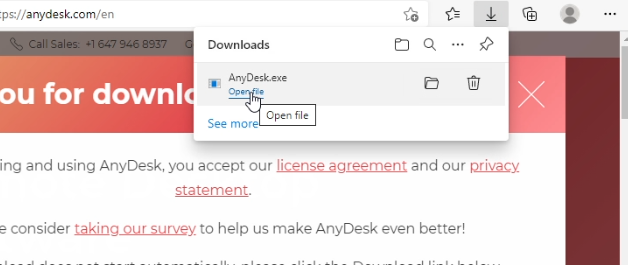 ps://anydesk.com/en
Call Sales: +1 647 946 8937
Downloads
AnyDesk.exe
Open file
Open file
See more
ou for downlo
ing and using AnyDesk, you accept our license agreement and our privacy
statement.
e consider taking our survey to help us make AnyDesk even better!